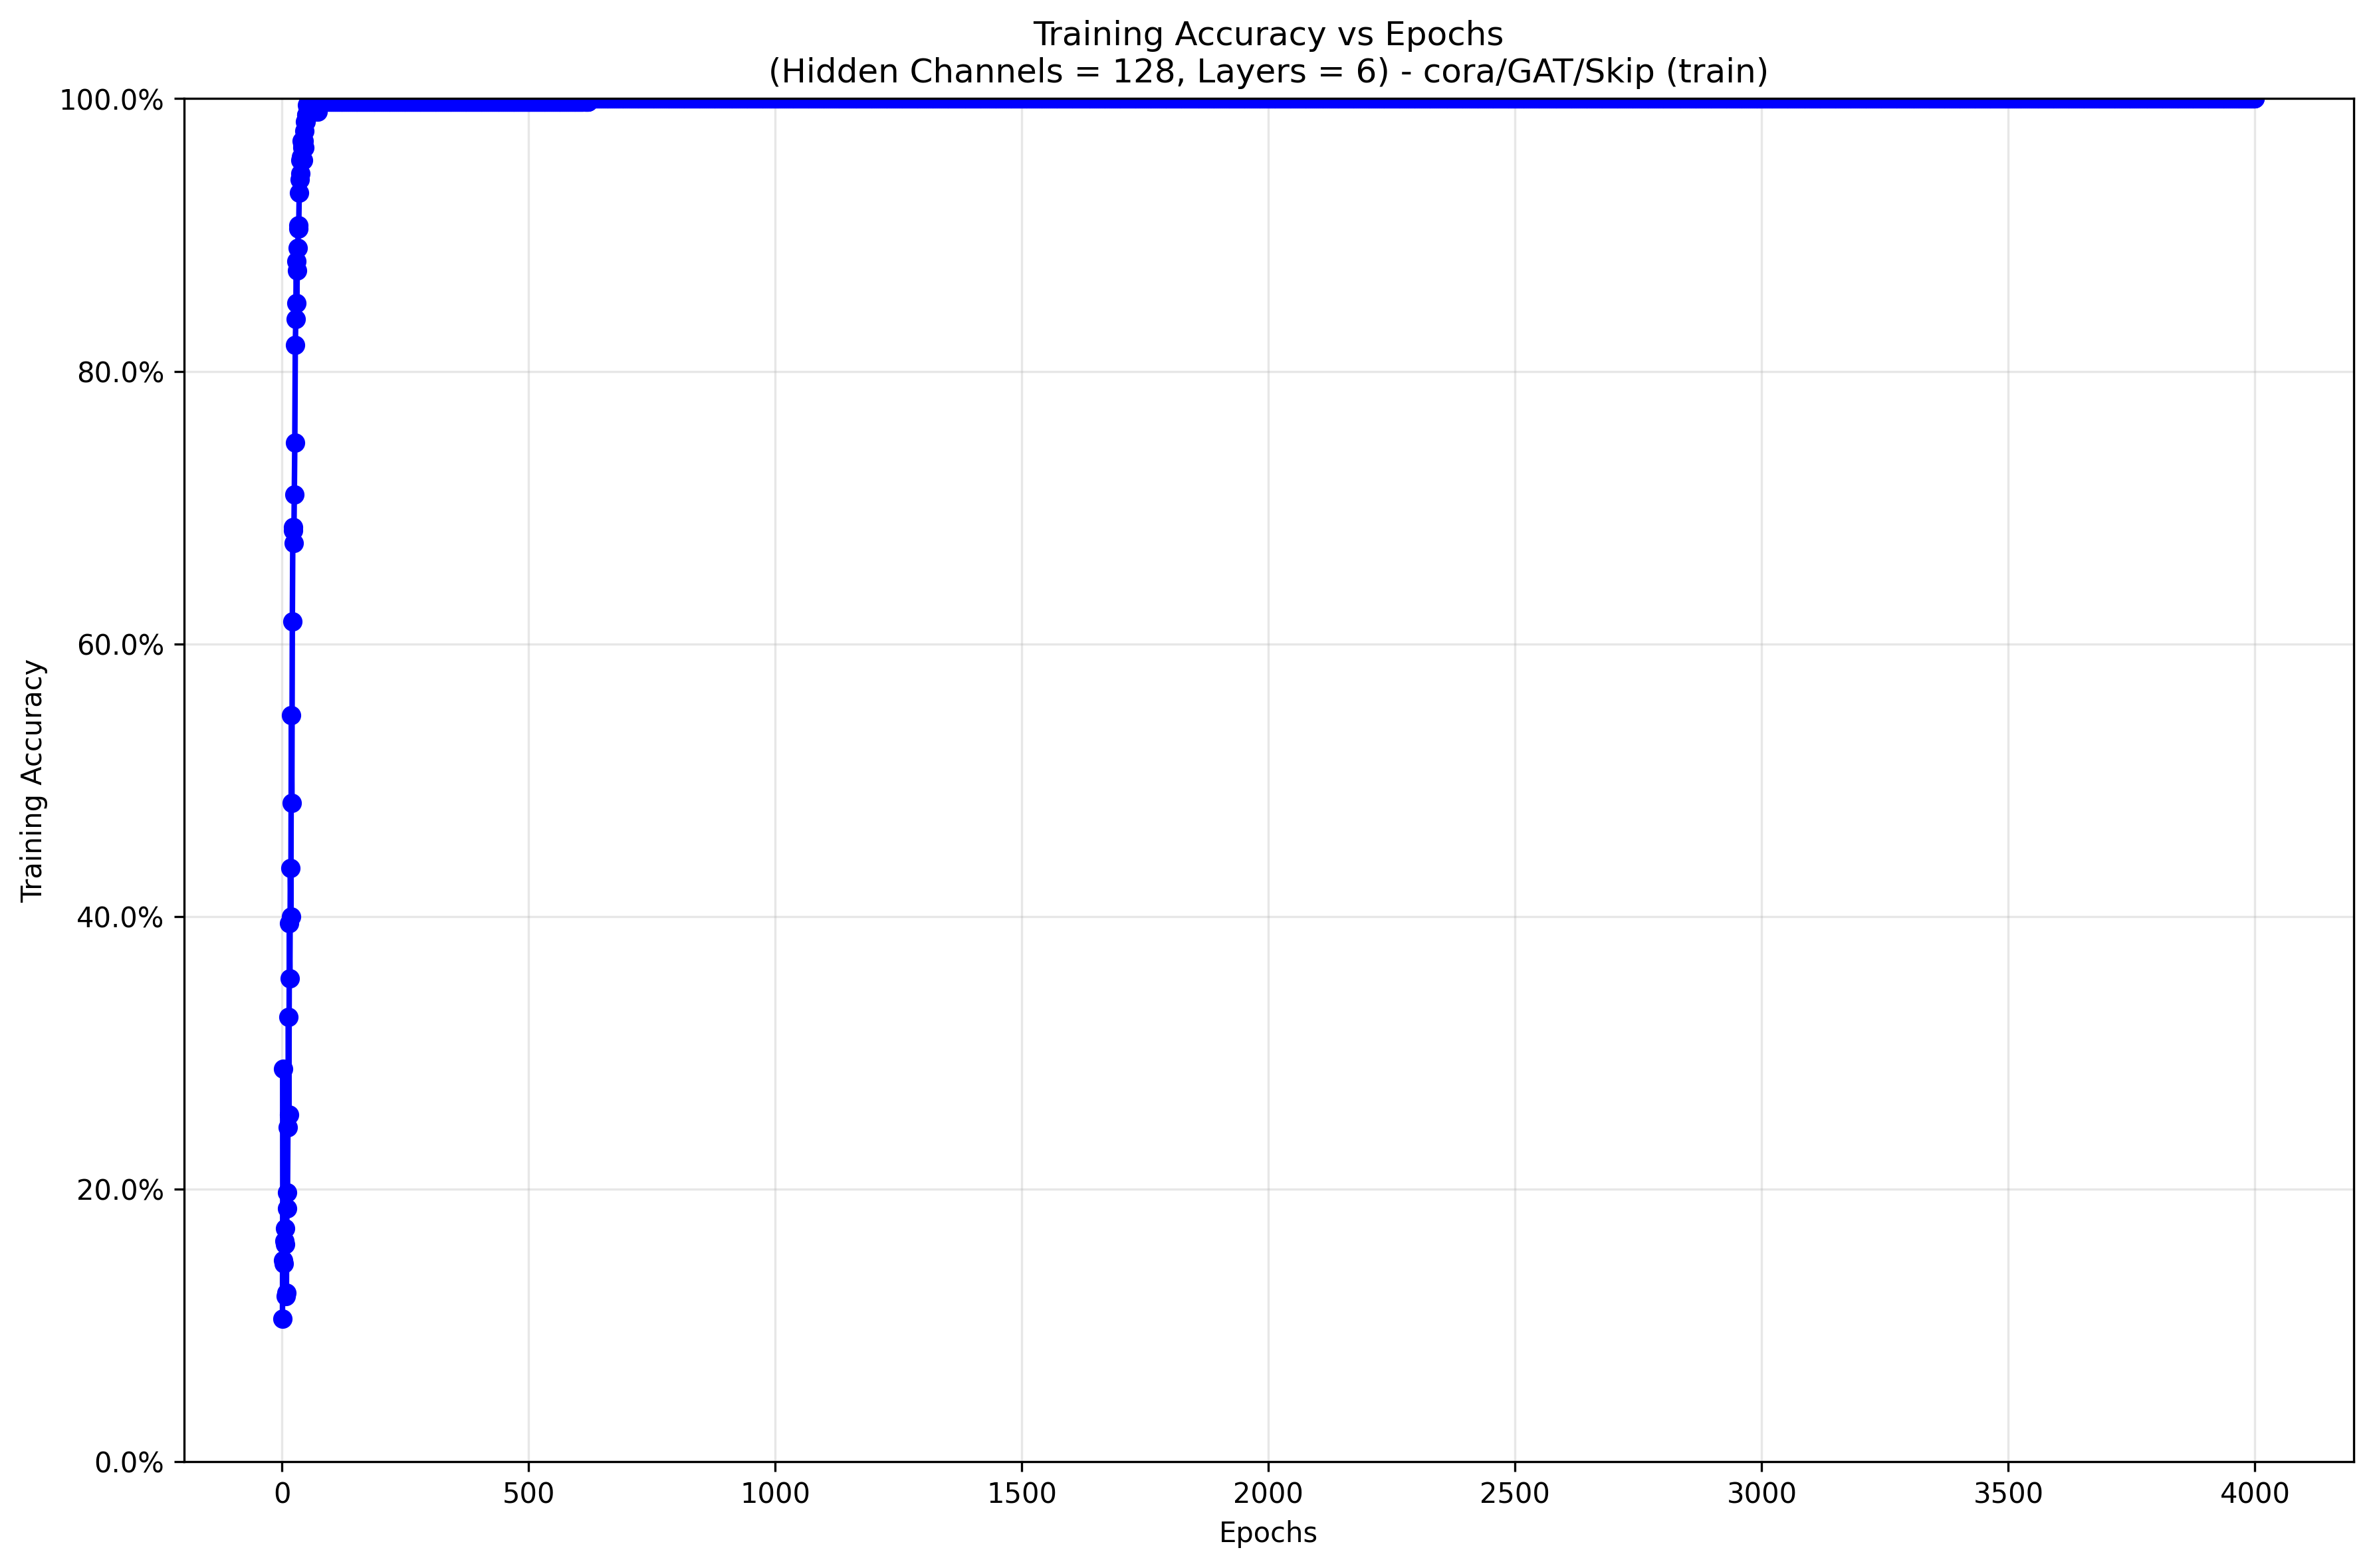 Training Accuracy vs Epochs
(Hidden Channels = 128, Layers = 6) - cora/GAT/Skip (train)
100.0%
80.0%
60.0%
40.0%
20.0%
0.0%
Training Accuracy
0 500 1000 1500 2000 2500 3000 3500 4000
Epochs